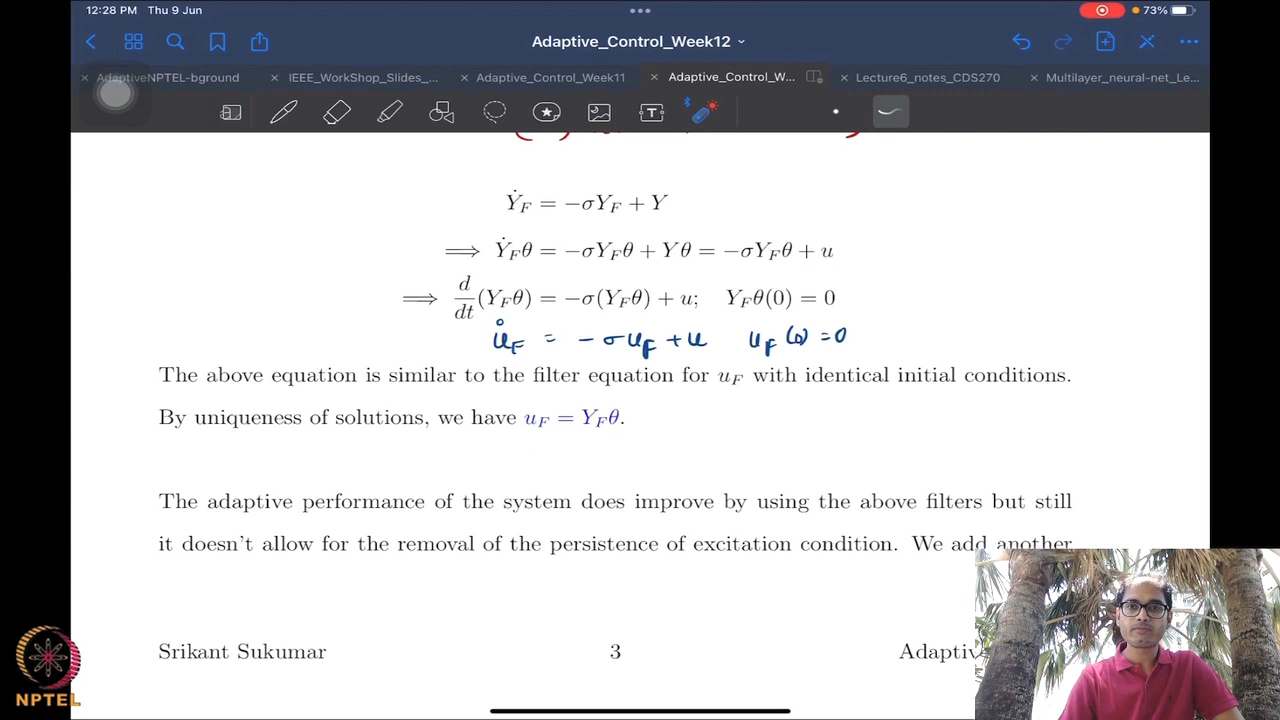 12:28 PM Thu 9 Jun
73%
Adaptive_Control_Week12
AdaptiveNPTEL-bground
IEEE_WorkShop_Slides_...
Adaptive_Control_Week11
Adaptive_Control_W...
Lecture6_notes_CDS270
Multilayer_neural-net_Le...
Ẏ_F = −σY_F + Y
⟹ Ẏ_Fθ = −σY_Fθ + Yθ = −σY_Fθ + u
⟹ d/dt (Y_Fθ) = −σ(Y_Fθ) + u; Y_Fθ(0) = 0
u̇_F = −σu_F + u u_F(0) = 0
The above equation is similar to the filter equation for u_F with identical initial conditions.
By uniqueness of solutions, we have u_F = Y_Fθ.
The adaptive performance of the system does improve by using the above filters but still
it doesn't allow for the removal of the persistence of excitation condition. We add another
Srikant Sukumar
3
Adaptiv
NPTEL